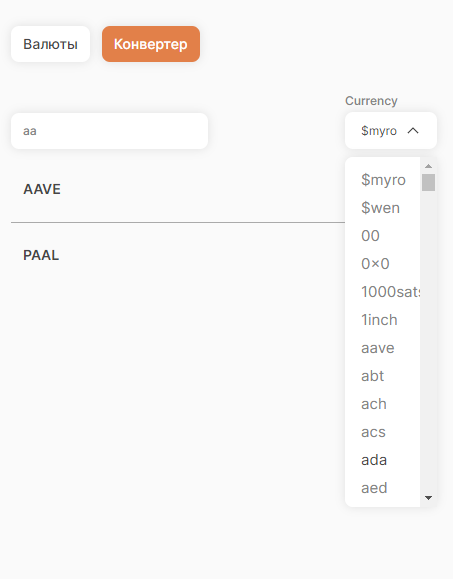 Валюты Конвертер
Currency
aa $myro
AAVE
PAAL
$myro
$wen
00
0×0
1000sats
1inch
aave
abt
ach
acs
ada
aed